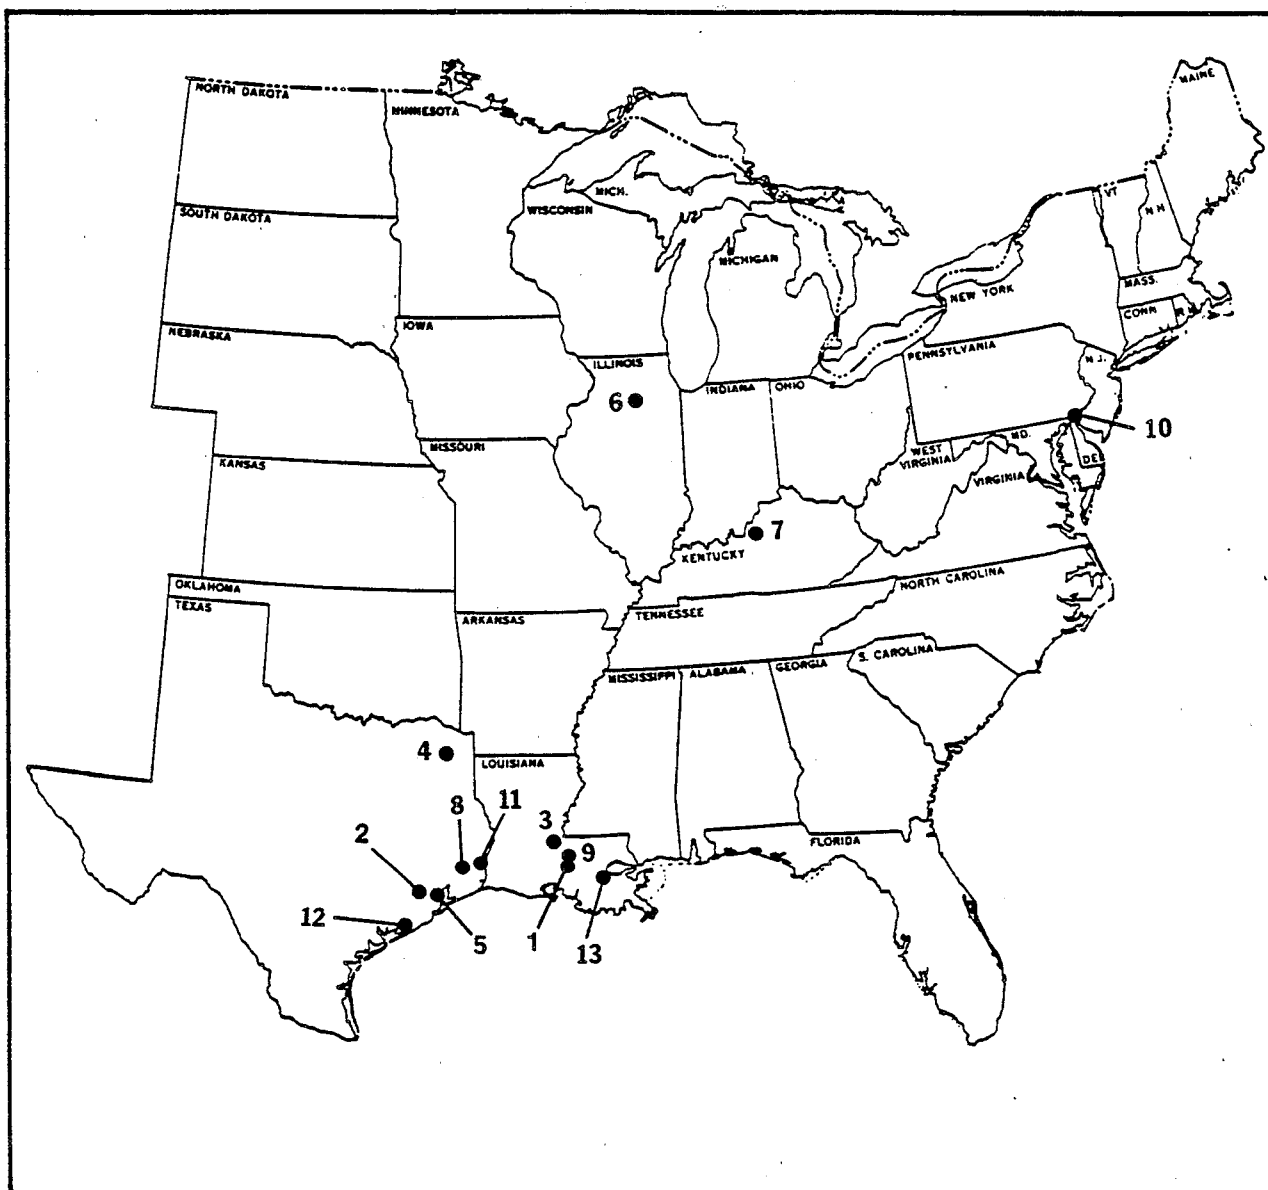 MAINE
NORTH DAKOTA
MINNESOTA
VT
N H
MICH.
WISCONSIN
SOUTH DAKOTA
MICHIGAN
MASS.
NEW YORK
CONN
IOWA
NEBRASKA
PENNSYLVANIA
N J.
ILLINOIS
INDIANA
OHIO
6
10
MD.
MISSOURI
WEST
VIRGINIA
DEL
KANSAS
VIRGINIA
7
KENTUCKY
OKLAHOMA
NORTH CAROLINA
TEXAS
ARKANSAS
TENNESSEE
S. CAROLINA
MISSISSIPPI
ALABAMA
GEORGIA
4
LOUISIANA
8
11
3
2
9
FLORIDA
12
5
1
13